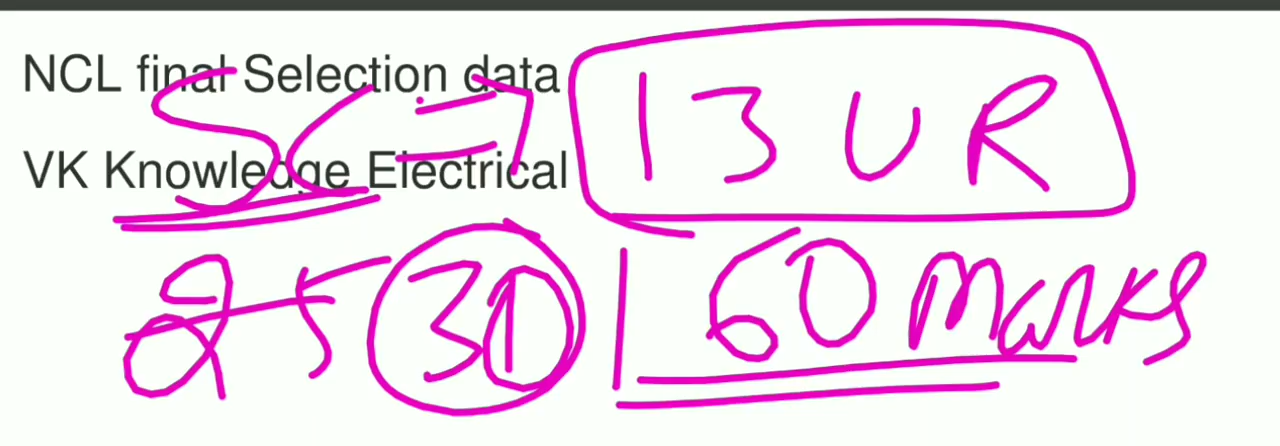 NCL final Selection data
SC => 13 UR
VK Knowledge Electrical
25 30 | 60 marks